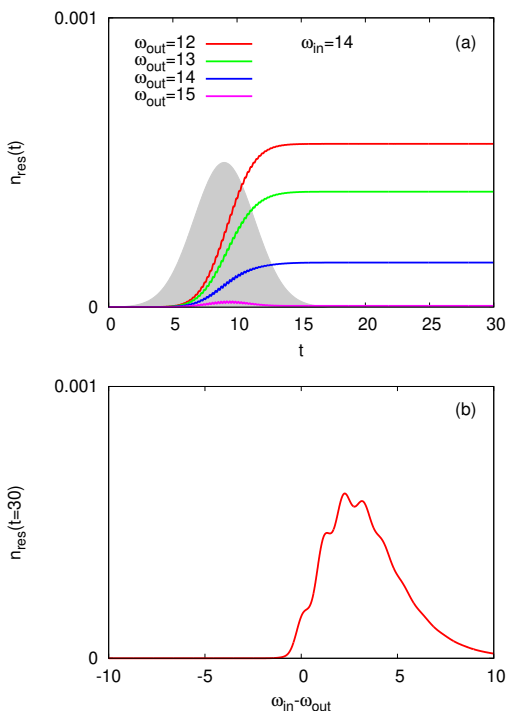 0.001
(a)
ω_out=12
ω_in=14
ω_out=13
ω_out=14
ω_out=15
n_res(t)
0
0 5 10 15 20 25 30
t
0.001
(b)
n_res(t=30)
0
-10 -5 0 5 10
ω_in-ω_out